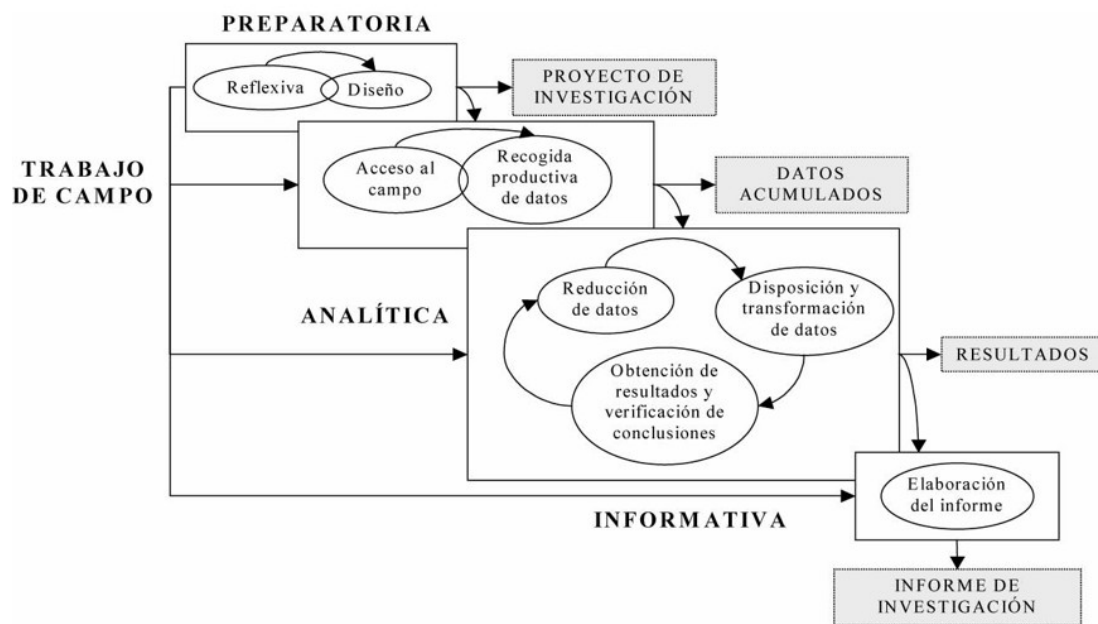 PREPARATORIA
Reflexiva
Diseño
PROYECTO DE
INVESTIGACIÓN
TRABAJO
DE CAMPO
Acceso al
campo
Recogida
productiva
de datos
DATOS
ACUMULADOS
ANALÍTICA
Reducción
de datos
Disposición y
transformación
de datos
Obtención de
resultados y
verificación de
conclusiones
RESULTADOS
INFORMATIVA
Elaboración
del informe
INFORME DE
INVESTIGACIÓN